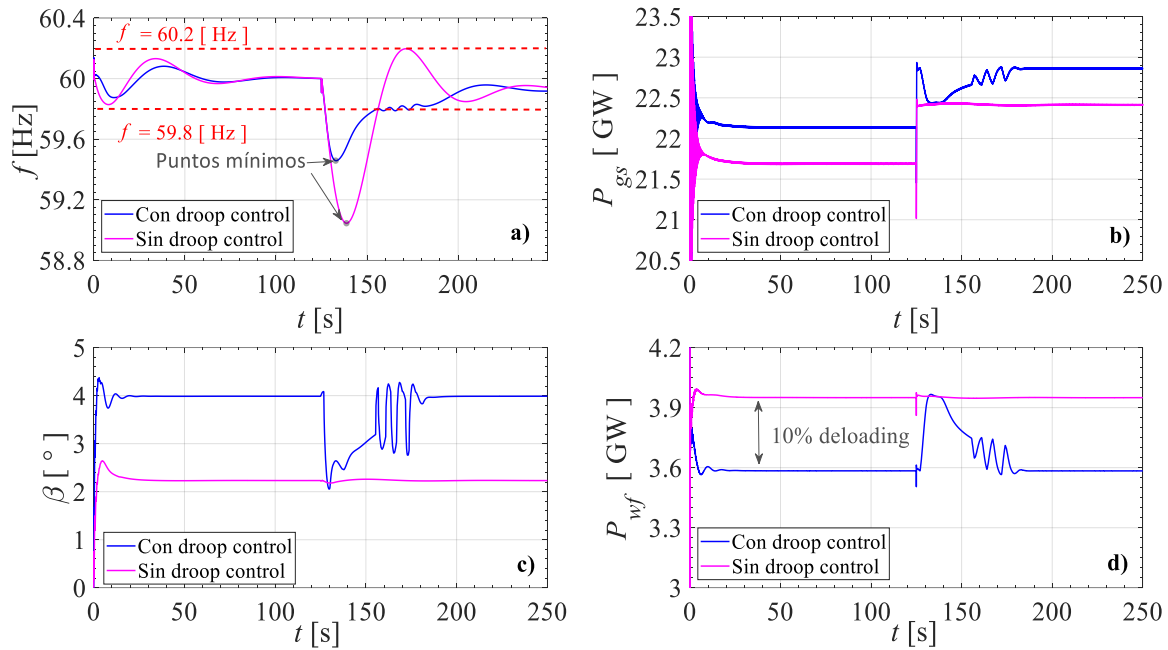 60.4
60
59.6
59.2
58.8
f [Hz]
f = 60.2 [ Hz ]
f = 59.8 [ Hz ]
Puntos mínimos
Con droop control
Sin droop control
a)
0 50 100 150 200 250
t [s]
23.5
23
22.5
22
21.5
21
20.5
P_gs [ GW ]
Con droop control
Sin droop control
b)
0 50 100 150 200 250
t [s]
5
4
3
2
1
0
β [ ° ]
Con droop control
Sin droop control
c)
0 50 100 150 200 250
t [s]
4.2
3.9
3.6
3.3
3
P_wf [ GW ]
10% deloading
Con droop control
Sin droop control
d)
0 50 100 150 200 250
t [s]